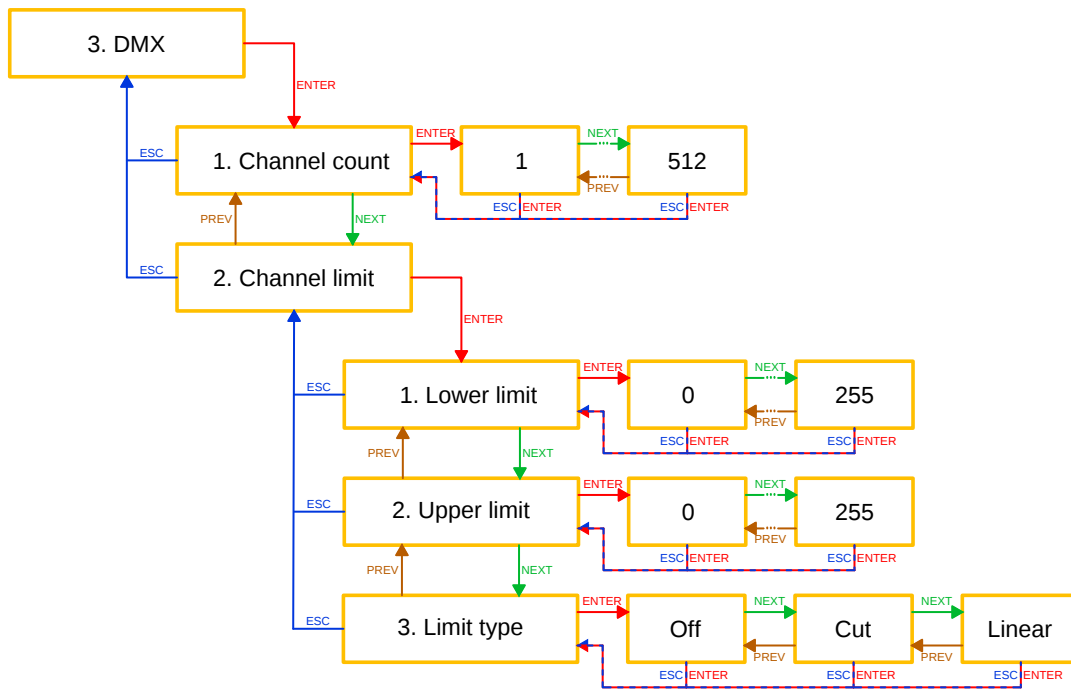 3. DMX
ENTER
ESC
1. Channel count
ENTER
1
NEXT
PREV
512
ESC ENTER
ESC ENTER
PREV
NEXT
ESC
2. Channel limit
ENTER
ESC
1. Lower limit
ENTER
0
NEXT
PREV
255
ESC ENTER
ESC ENTER
PREV
NEXT
ESC
2. Upper limit
ENTER
0
NEXT
PREV
255
ESC ENTER
ESC ENTER
PREV
NEXT
ESC
3. Limit type
ENTER
Off
NEXT
PREV
Cut
NEXT
PREV
Linear
ESC ENTER
ESC ENTER
ESC ENTER